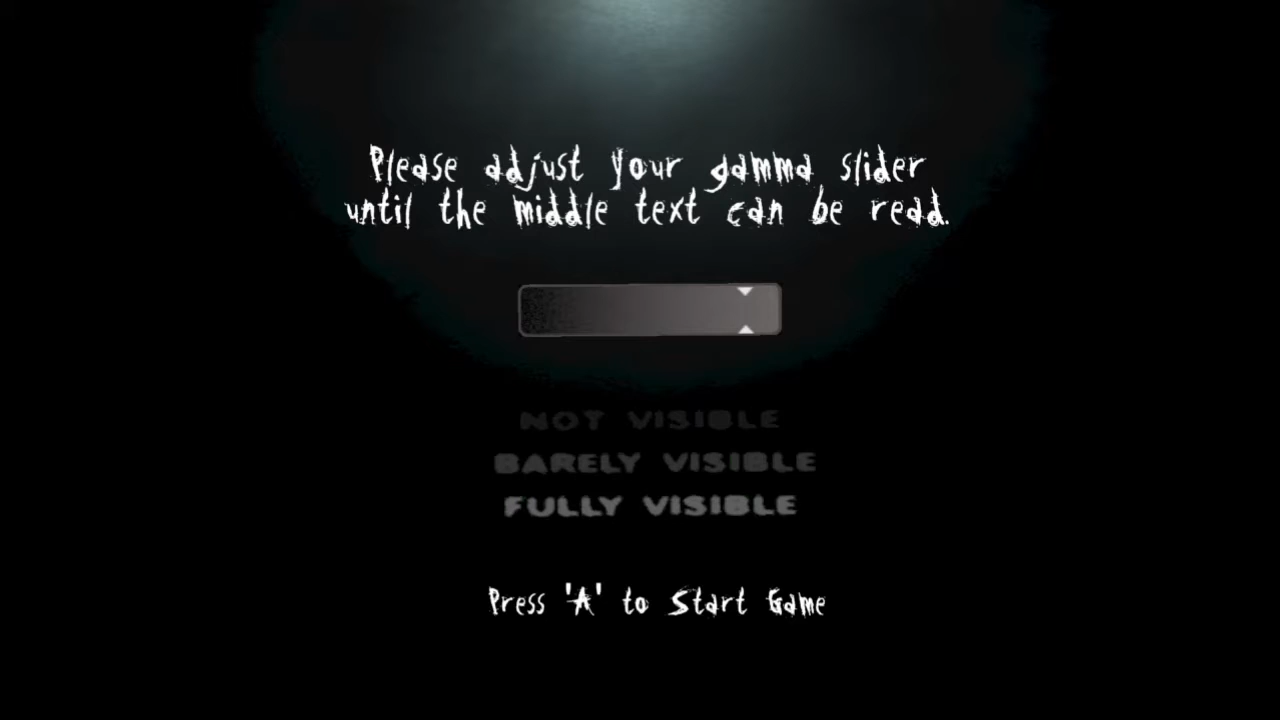 Please adjust your gamma slider
until the middle text can be read.
NOT VISIBLE
BARELY VISIBLE
FULLY VISIBLE
Press 'A' to Start Game